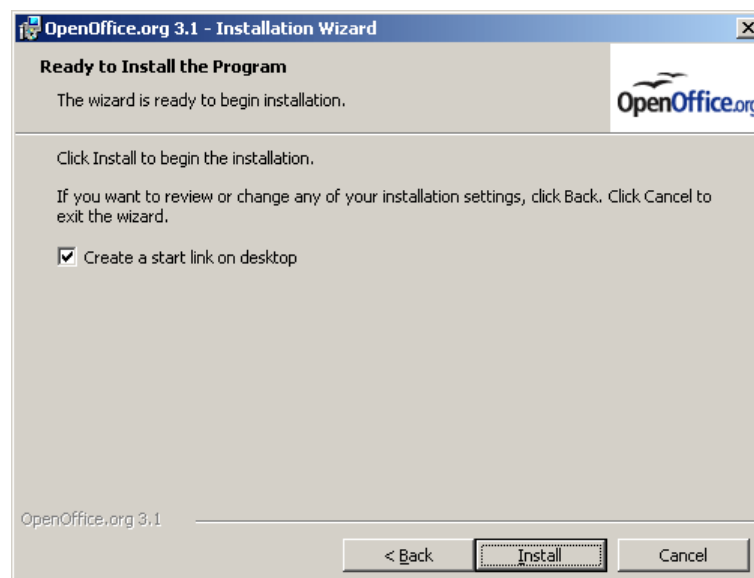 OpenOffice.org 3.1 - Installation Wizard
Ready to Install the Program
The wizard is ready to begin installation.
OpenOffice.org
Click Install to begin the installation.
If you want to review or change any of your installation settings, click Back. Click Cancel to
exit the wizard.
Create a start link on desktop
OpenOffice.org 3.1
< Back
Install
Cancel